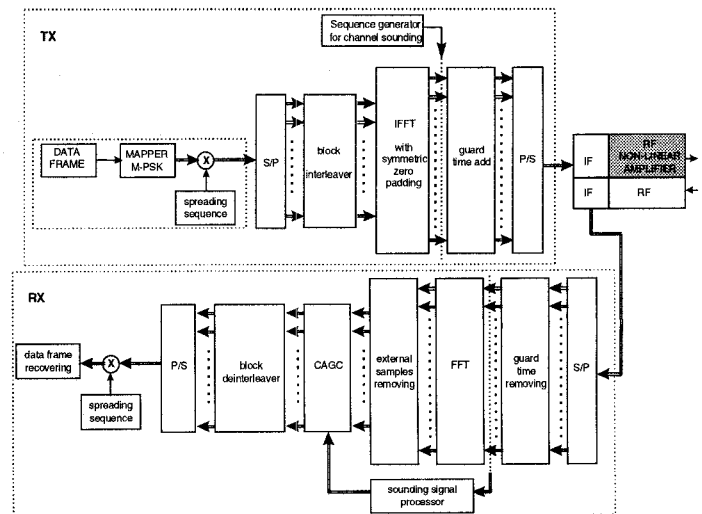 TX
Sequence generator
for channel sounding
DATA
FRAME
MAPPER
M-PSK
X
spreading
sequence
S/P
block
interleaver
IFFT
with
symmetric
zero
padding
guard
time add
P/S
IF
RF
NON-LINEAR
AMPLIFIER
IF
RF
RX
data frame
recovering
X
spreading
sequence
P/S
block
deinterleaver
CAGC
external
samples
removing
FFT
guard
time
removing
S/P
sounding signal
processor